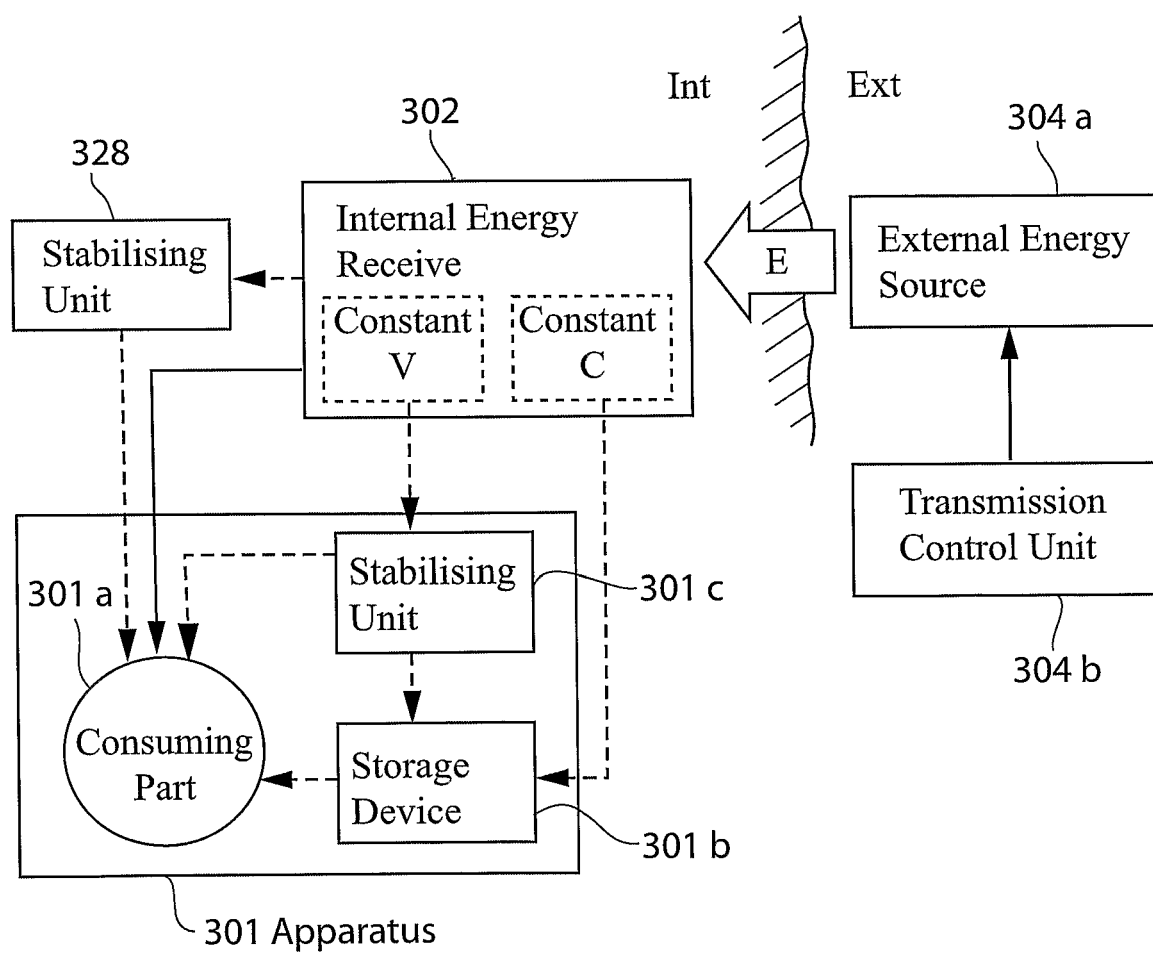 Int
Ext
302
304 a
328
Internal Energy
Receive
External Energy
Source
Stabilising
Unit
E
Constant
V
Constant
C
Transmission
Control Unit
301 a
Stabilising
Unit
301 c
304 b
Consuming
Part
Storage
Device
301 b
301 Apparatus